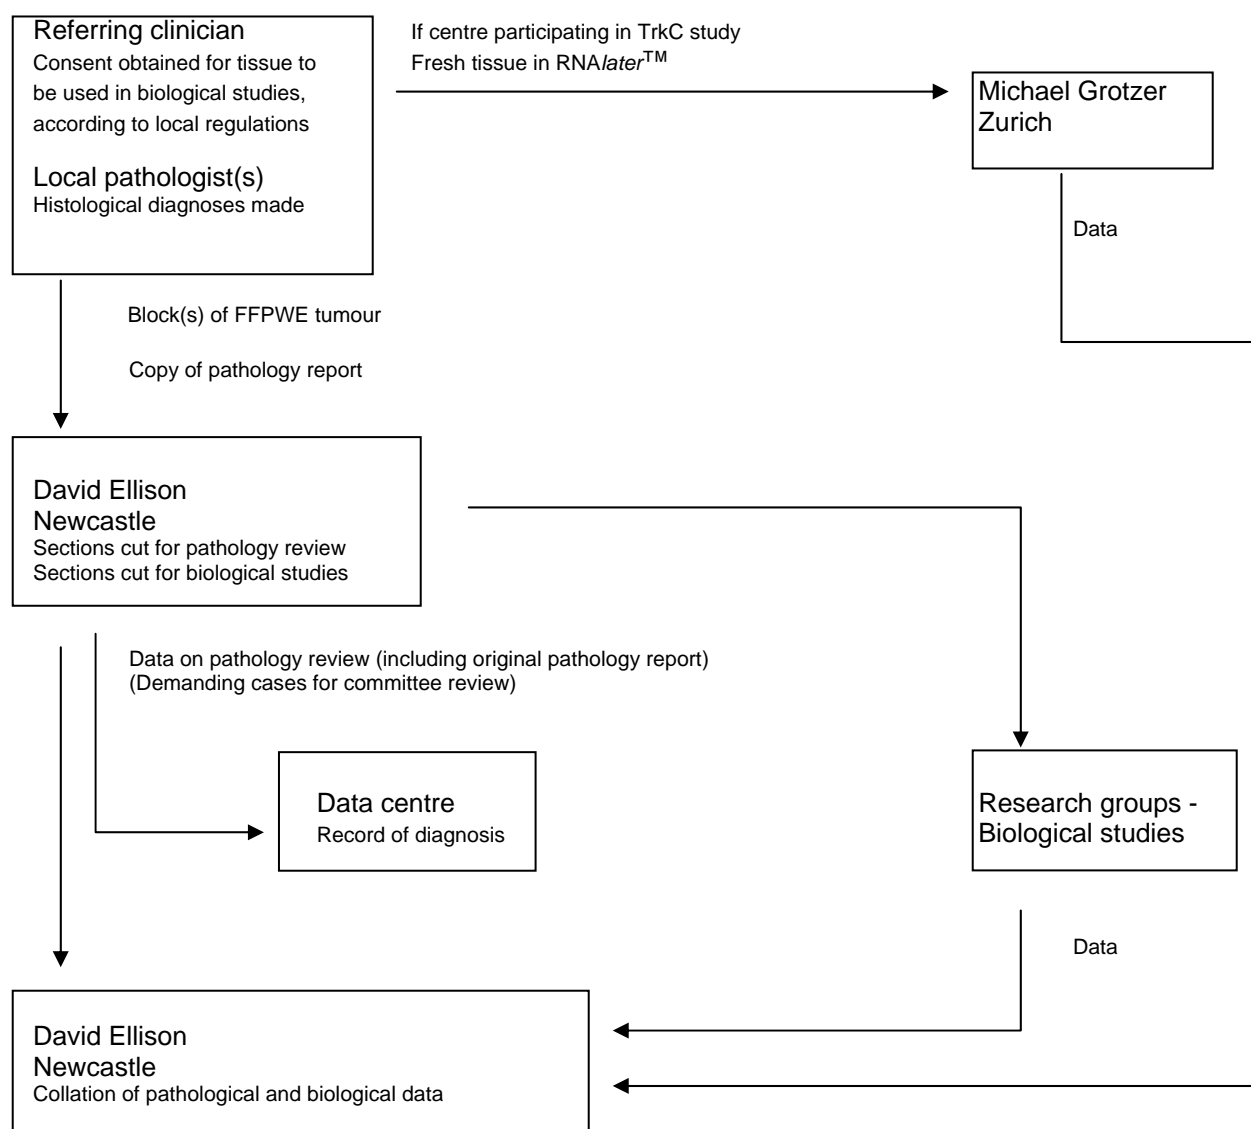 Referring clinician
Consent obtained for tissue to
be used in biological studies,
according to local regulations
Local pathologist(s)
Histological diagnoses made
If centre participating in TrkC study
Fresh tissue in RNAlater™
Michael Grotzer
Zurich
Data
Block(s) of FFPWE tumour
Copy of pathology report
David Ellison
Newcastle
Sections cut for pathology review
Sections cut for biological studies
Data on pathology review (including original pathology report)
(Demanding cases for committee review)
Data centre
Record of diagnosis
Research groups -
Biological studies
Data
David Ellison
Newcastle
Collation of pathological and biological data